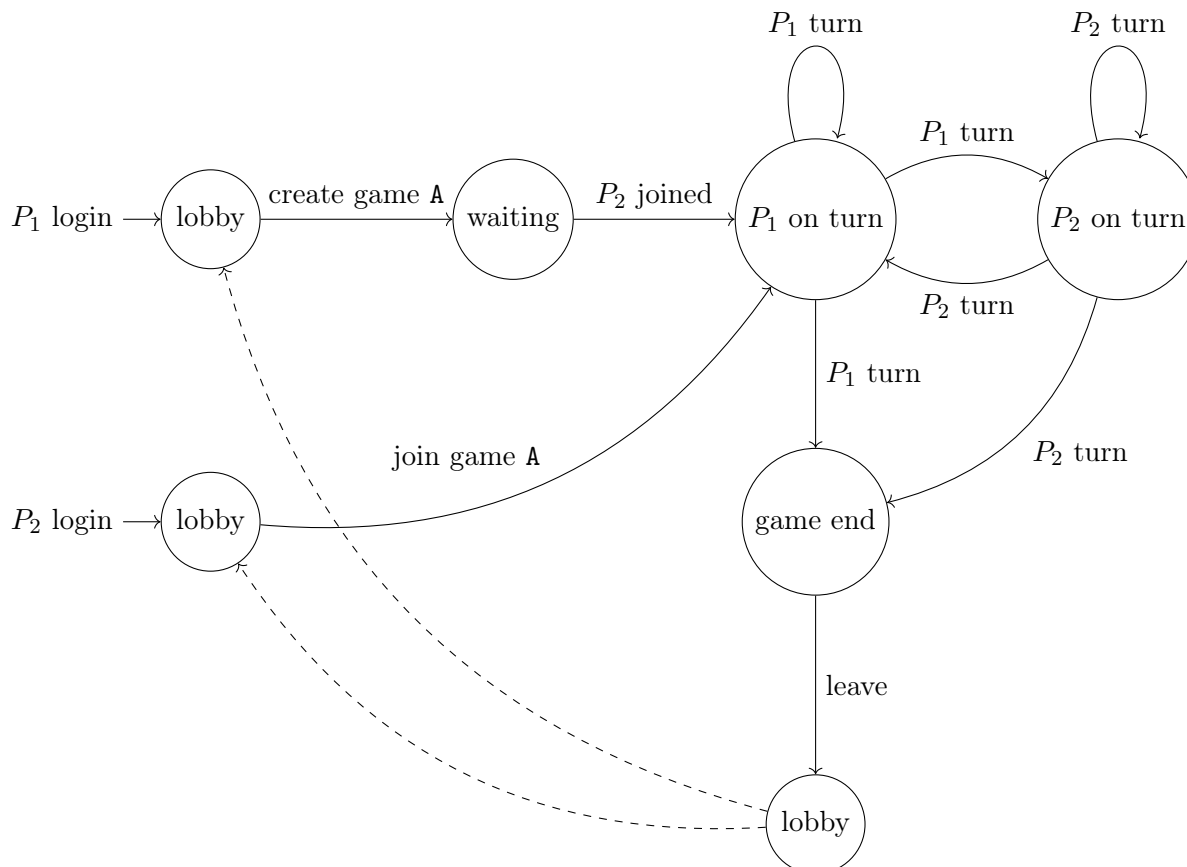 P₁ turn
P₂ turn
P₁ turn
P₁ login
lobby
create game A
waiting
P₂ joined
P₁ on turn
P₂ on turn
P₂ turn
P₁ turn
join game A
P₂ turn
P₂ login
lobby
game end
leave
lobby